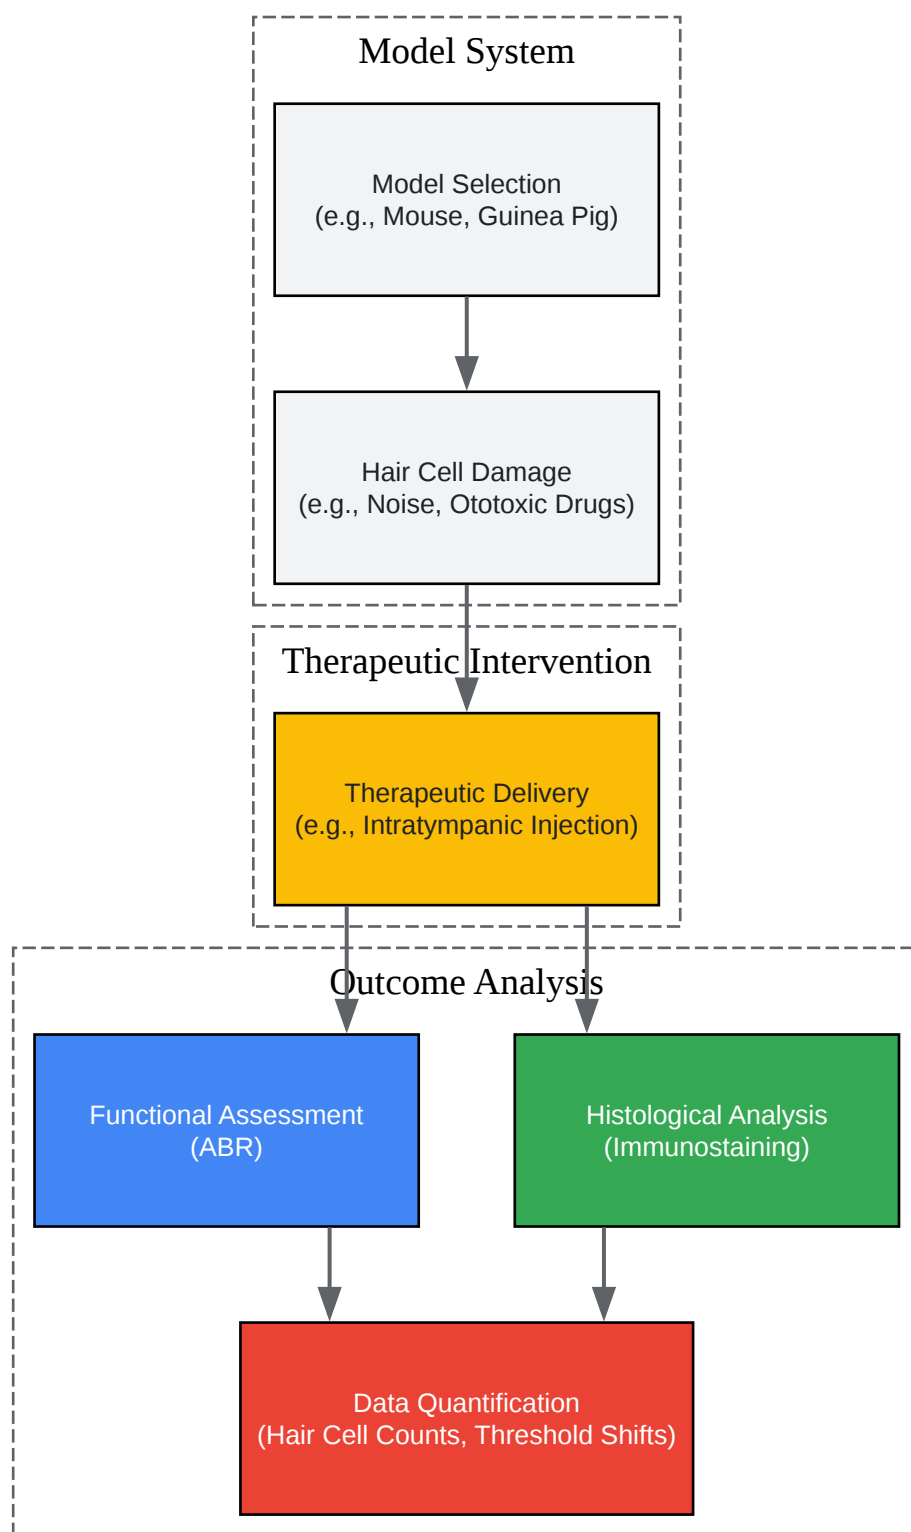 Model System
Model Selection
(e.g., Mouse, Guinea Pig)
Hair Cell Damage
(e.g., Noise, Ototoxic Drugs)
Therapeutic Intervention
Therapeutic Delivery
(e.g., Intratympanic Injection)
Outcome Analysis
Functional Assessment
(ABR)
Histological Analysis
(Immunostaining)
Data Quantification
(Hair Cell Counts, Threshold Shifts)